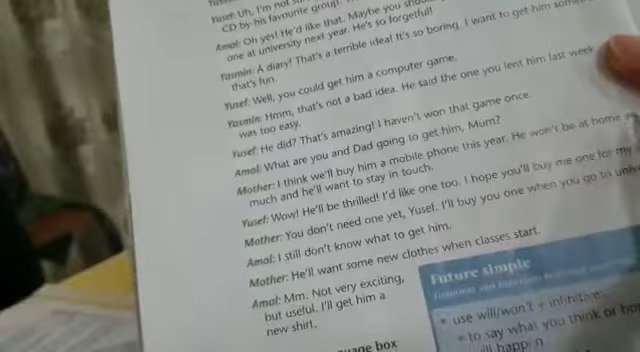 Yusef: Uh, I'm not
CD by his favourite group.
Amal: Oh yes! He'd like that. Maybe you
one at university next year. He's so forgetful!
Yasmin: A diary! That's a terrible idea! It's so boring. I want to get him
that's fun.
Yusef: Well, you could get him a computer game.
Yasmin: Hmm, that's not a bad idea. He said the one you lent him last week
was too easy.
Yusef: He did? That's amazing! I haven't won that game once.
Amal: What are you and Dad going to get him, Mum?
Mother: I think we'll buy him a mobile phone this year. He won't be at home
much and he'll want to stay in touch.
Yusef: Wow! He'll be thrilled! I'd like one too. I hope you'll buy me one for my
Mother: You don't need one yet, Yusef. I'll buy you one when you go to
Amal: I still don't know what to get him.
Mother: He'll want some new clothes when classes start.
Amal: Mm. Not very exciting,
but useful. I'll get him a
new shirt.
Future simple
• use will/won't + infinitive:
• to say what you think or
box